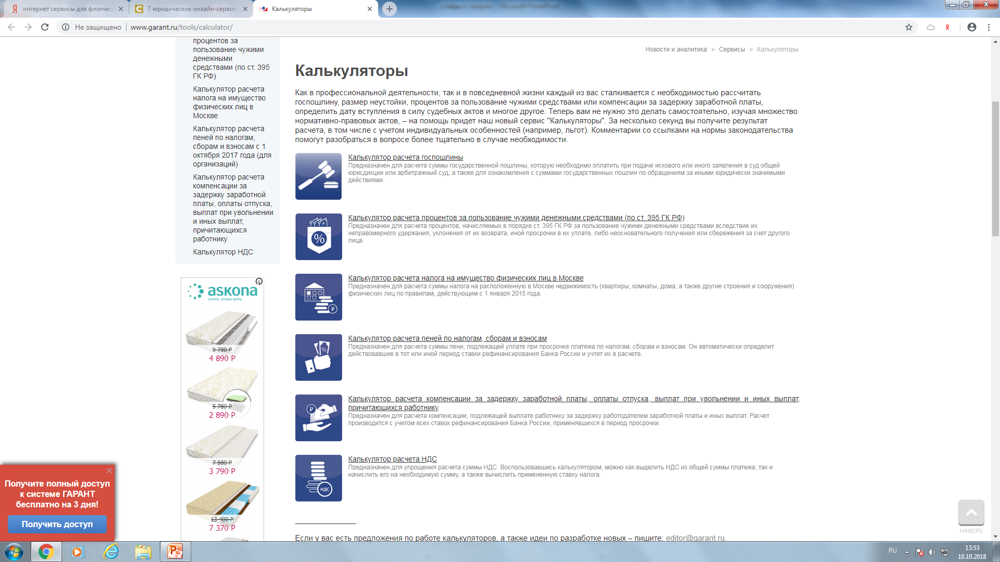 интернет сервисы для физичес
7 юридических онлайн-сервис
Калькуляторы
Не защищено
www.garant.ru/tools/calculator/
процентов за
пользование чужими
денежными
средствами (по ст. 395
ГК РФ)
Калькулятор расчета
налога на имущество
физических лиц в
Москве
Калькулятор расчета
пеней по налогам,
сборам и взносам с 1
октября 2017 года (для
организаций)
Калькулятор расчета
компенсации за
задержку заработной
платы, оплаты отпуска,
выплат при увольнении
и иных выплат,
причитающихся
работнику
Калькулятор НДС
askona
СПИТЕ, ЧТОБЫ ЖИТЬ
9 780 Р
4 890 Р
5 780 Р
2 890 Р
7 580 Р
3 790 Р
13 400 Р
7 370 Р
Получите полный доступ
к системе ГАРАНТ
бесплатно на 3 дня!
Получить доступ
Новости и аналитика > Сервисы > Калькуляторы
Калькуляторы
Как в профессиональной деятельности, так и в повседневной жизни каждый из вас сталкивается с необходимостью рассчитать
госпошлину, размер неустойки, процентов за пользование чужими средствами или компенсации за задержку заработной платы,
определить дату вступления в силу судебных актов и многое другое. Теперь вам не нужно это делать самостоятельно, изучая множество
нормативно-правовых актов, – на помощь придет наш новый сервис "Калькуляторы". За несколько секунд вы получите результат
расчета, в том числе с учетом индивидуальных особенностей (например, льгот). Комментарии со ссылками на нормы законодательства
помогут разобраться в вопросе более тщательно в случае необходимости.
Калькулятор расчета госпошлины
Предназначен для расчета суммы государственной пошлины, которую необходимо оплатить при подаче искового или иного заявления в суд общей
юрисдикции или арбитражный суд, а также для ознакомления с суммами государственных пошлин по обращениям за иными юридически значимыми
действиями.
%
Калькулятор расчета процентов за пользование чужими денежными средствами (по ст. 395 ГК РФ)
Предназначен для расчета процентов, начисляемых в порядке ст. 395 ГК РФ за пользование чужими денежными средствами вследствие их
неправомерного удержания, уклонения от их возврата, иной просрочки в их уплате, либо неосновательного получения или сбережения за счет другого
лица.
Калькулятор расчета налога на имущество физических лиц в Москве
Предназначен для расчета суммы налога на расположенную в Москве недвижимость (квартиры, комнаты, дома, а также другие строения и сооружения)
физических лиц по правилам, действующим с 1 января 2015 года.
Калькулятор расчета пеней по налогам, сборам и взносам
Предназначен для расчета суммы пени, подлежащей уплате при просрочке платежа по налогам, сборам и взносам. Он автоматически определит
действовавшие в тот или иной период ставки рефинансирования Банка России и учтет их в расчете.
Калькулятор расчета компенсации за задержку заработной платы, оплаты отпуска, выплат при увольнении и иных выплат,
причитающихся работнику
Предназначен для расчета компенсации, подлежащей выплате работнику за задержку работодателем заработной платы и иных выплат. Расчет
производится с учетом всех ставок рефинансирования Банка России, применявшихся в период просрочки.
НДС
Калькулятор расчета НДС
Предназначен для упрощения расчета суммы НДС. Воспользовавшись калькулятором, можно как выделить НДС из общей суммы платежа, так и
начислить его на необходимую сумму, а также вычислить примененную ставку налога.
Если у вас есть предложения по работе калькуляторов, а также идеи по разработке новых – пишите: editor@garant.ru.
НАВЕРХ
RU
13:53
10.10.2018